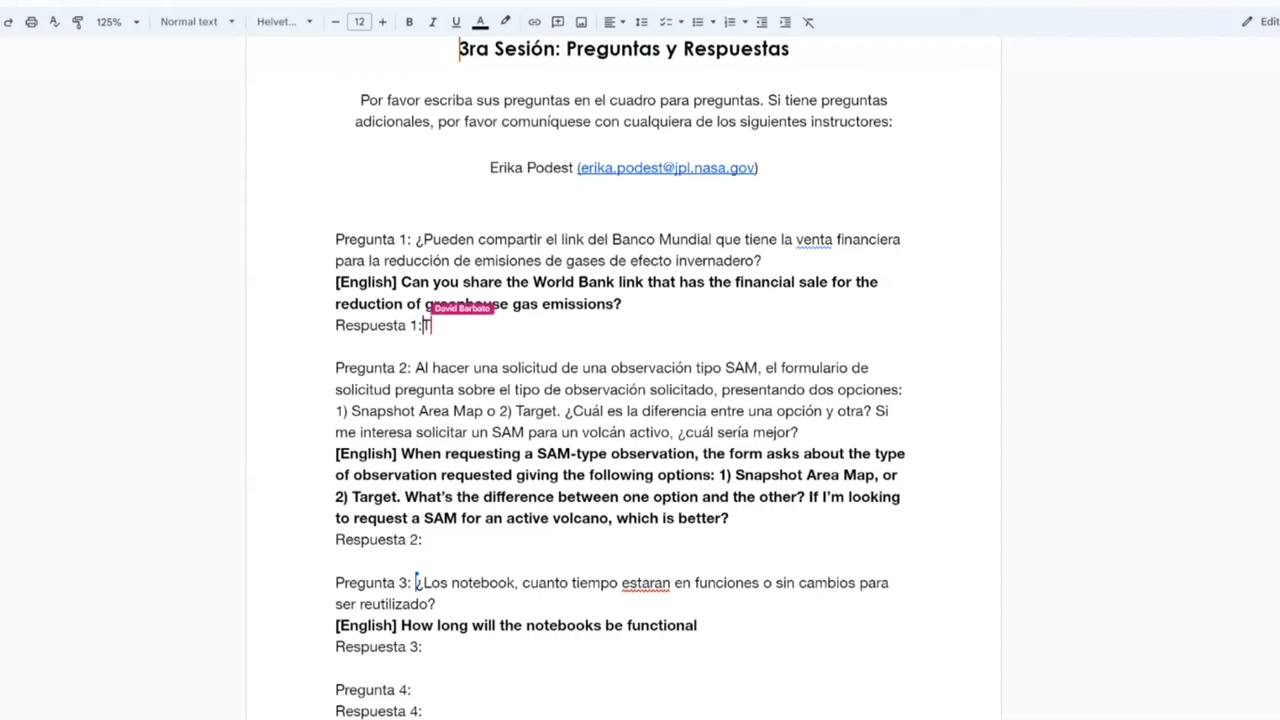 125%
Normal text
Helvet...
12
B
I
U
A
Edit
3ra Sesión: Preguntas y Respuestas
Por favor escriba sus preguntas en el cuadro para preguntas. Si tiene preguntas
adicionales, por favor comuníquese con cualquiera de los siguientes instructores:
Erika Podest (erika.podest@jpl.nasa.gov)
Pregunta 1: ¿Pueden compartir el link del Banco Mundial que tiene la venta financiera
para la reducción de emisiones de gases de efecto invernadero?
[English] Can you share the World Bank link that has the financial sale for the
reduction of greenhouse gas emissions?
David Barbato
Respuesta 1:T
Pregunta 2: Al hacer una solicitud de una observación tipo SAM, el formulario de
solicitud pregunta sobre el tipo de observación solicitado, presentando dos opciones:
1) Snapshot Area Map o 2) Target. ¿Cuál es la diferencia entre una opción y otra? Si
me interesa solicitar un SAM para un volcán activo, ¿cuál sería mejor?
[English] When requesting a SAM-type observation, the form asks about the type
of observation requested giving the following options: 1) Snapshot Area Map, or
2) Target. What's the difference between one option and the other? If I'm looking
to request a SAM for an active volcano, which is better?
Respuesta 2:
Pregunta 3: ¿Los notebook, cuanto tiempo estaran en funciones o sin cambios para
ser reutilizado?
[English] How long will the notebooks be functional
Respuesta 3:
Pregunta 4:
Respuesta 4: